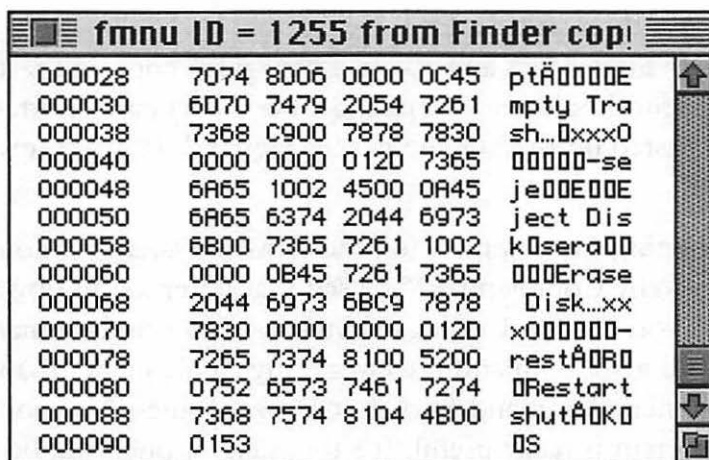 fmnu ID = 1255 from Finder cop
000028 7074 8006 0000 0C45 ptÄ▯▯▯▯E
000030 6D70 7479 2054 7261 mpty Tra
000038 7368 C900 7878 7830 sh…▯xxx0
000040 0000 0000 012D 7365 ▯▯▯▯▯-se
000048 6A65 1002 4500 0A45 je▯▯E▯▯E
000050 6A65 6374 2044 6973 ject Dis
000058 6B00 7365 7261 1002 k▯sera▯▯
000060 0000 0B45 7261 7365 ▯▯▯Erase
000068 2044 6973 6BC9 7878 Disk…xx
000070 7830 0000 0000 012D x0▯▯▯▯▯-
000078 7265 7374 8100 5200 restÅ▯R▯
000080 0752 6573 7461 7274 ▯Restart
000088 7368 7574 8104 4B00 shutÅ▯K▯
000090 0153 ▯S